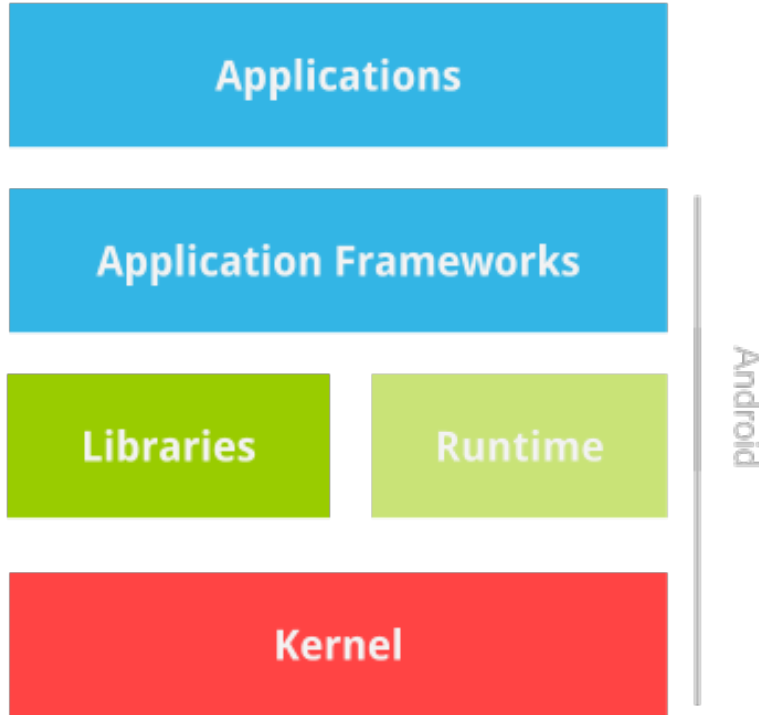 Applications
Application Frameworks
Android
Libraries
Runtime
Kernel